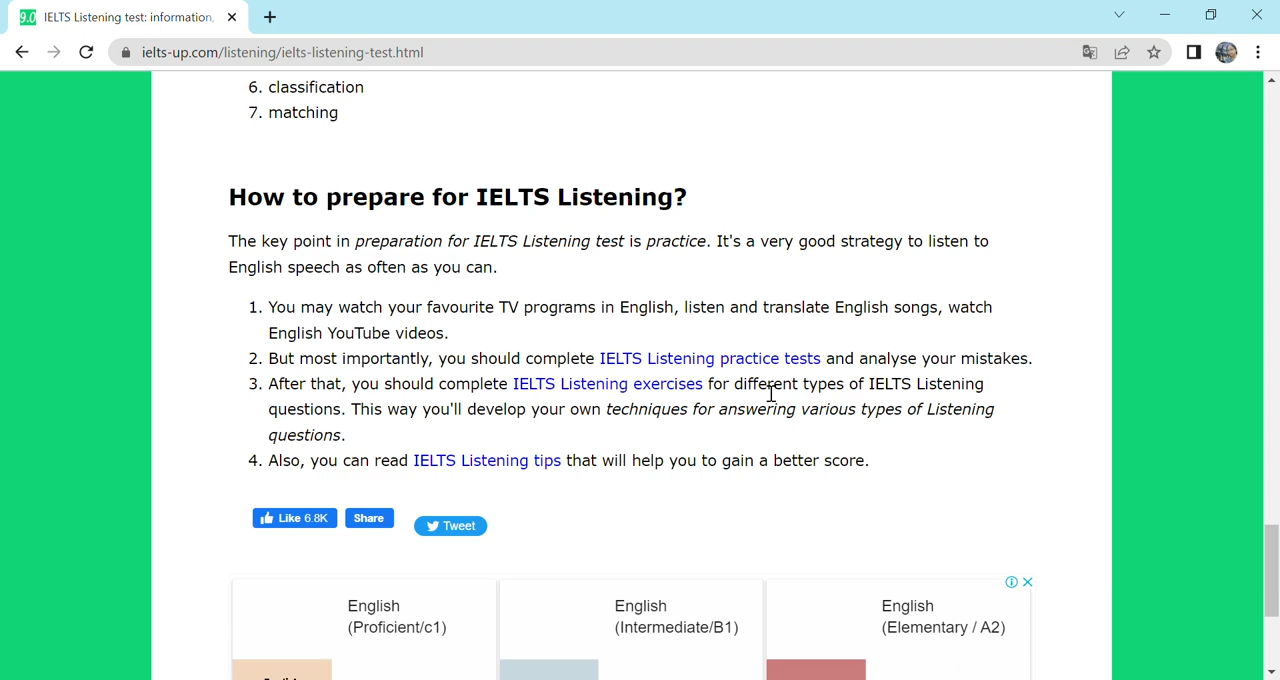 9.0 IELTS Listening test: information,
ielts-up.com/listening/ielts-listening-test.html
6. classification
7. matching
How to prepare for IELTS Listening?
The key point in preparation for IELTS Listening test is practice. It's a very good strategy to listen to
English speech as often as you can.
1. You may watch your favourite TV programs in English, listen and translate English songs, watch
English YouTube videos.
2. But most importantly, you should complete IELTS Listening practice tests and analyse your mistakes.
3. After that, you should complete IELTS Listening exercises for different types of IELTS Listening
questions. This way you'll develop your own techniques for answering various types of Listening
questions.
4. Also, you can read IELTS Listening tips that will help you to gain a better score.
Like 6.8K Share Tweet
English English English
(Proficient/c1) (Intermediate/B1) (Elementary / A2)